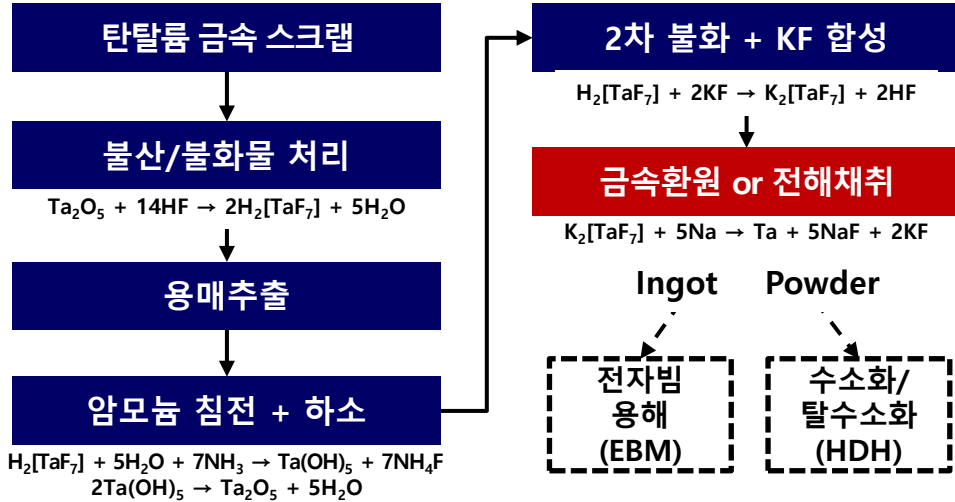 탄탈륨 금속 스크랩
불산/불화물 처리
Ta₂O₅ + 14HF → 2H₂[TaF₇] + 5H₂O
용매추출
암모늄 침전 + 하소
H₂[TaF₇] + 5H₂O + 7NH₃ → Ta(OH)₅ + 7NH₄F
2Ta(OH)₅ → Ta₂O₅ + 5H₂O
2차 불화 + KF 합성
H₂[TaF₇] + 2KF → K₂[TaF₇] + 2HF
금속환원 or 전해채취
K₂[TaF₇] + 5Na → Ta + 5NaF + 2KF
Ingot
Powder
전자빔
용해
(EBM)
수소화/
탈수소화
(HDH)